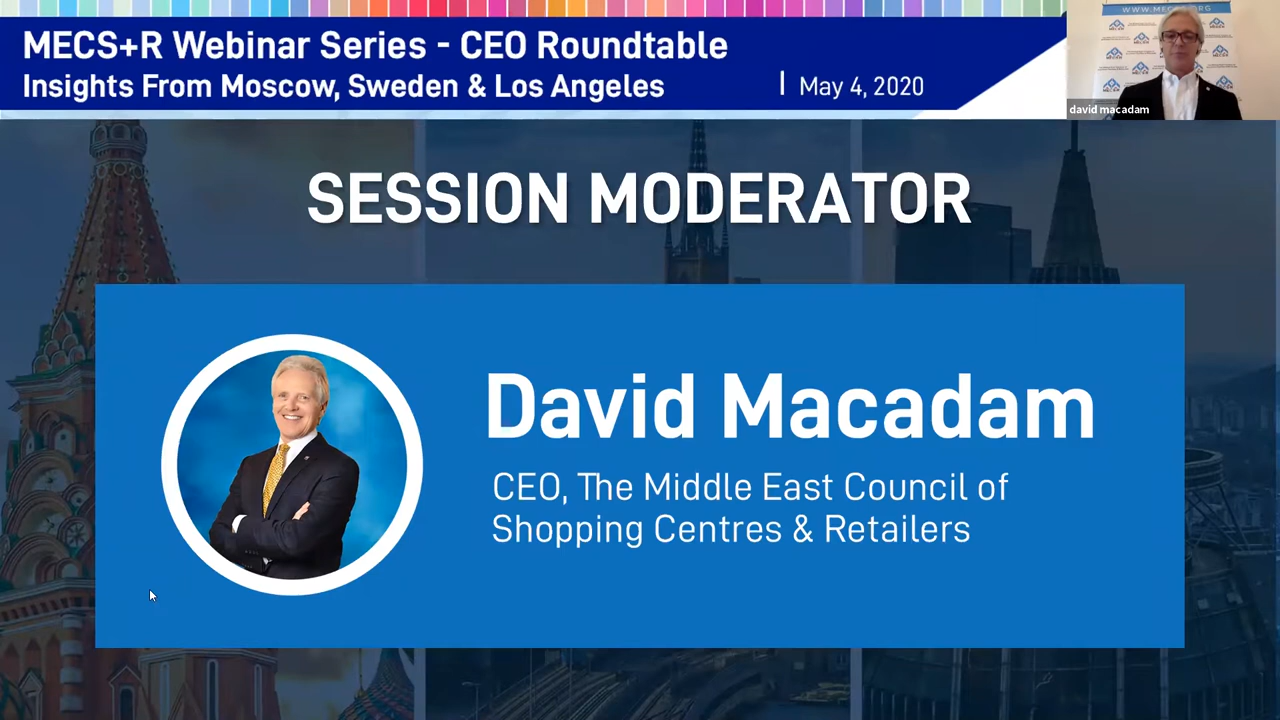 MECS+R Webinar Series - CEO Roundtable
Insights From Moscow, Sweden & Los Angeles
May 4, 2020
david macadam
SESSION MODERATOR
David Macadam
CEO, The Middle East Council of
Shopping Centres & Retailers